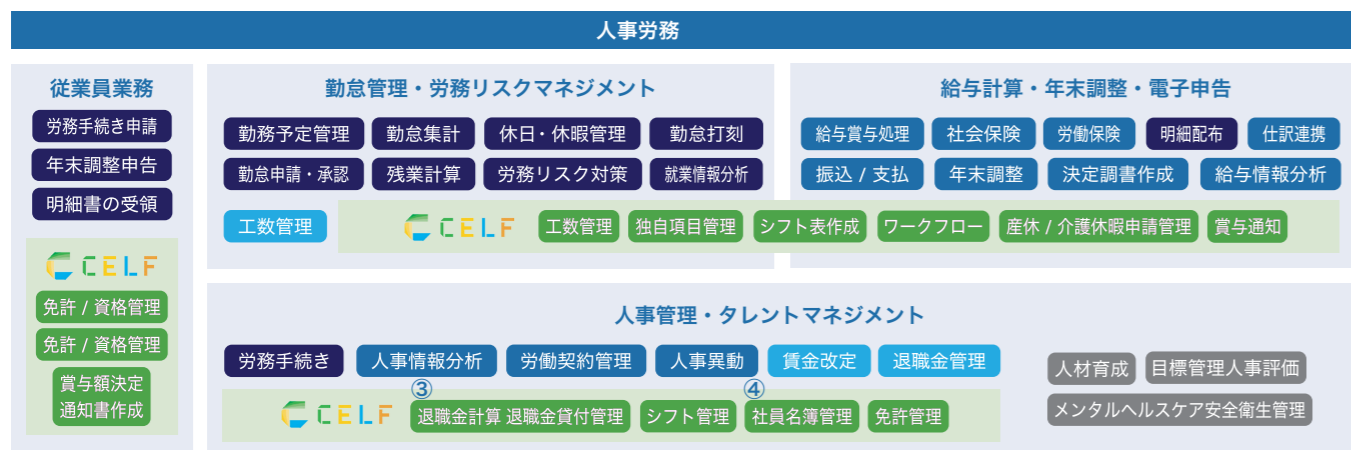 人事労務
従業員業務
労務手続き申請
年末調整申告
明細書の受領
CELF
免許 / 資格管理
免許 / 資格管理
賞与額決定
通知書作成
勤怠管理・労務リスクマネジメント
勤務予定管理 勤怠集計 休日・休暇管理 勤怠打刻
勤怠申請・承認 残業計算 労務リスク対策 就業情報分析
工数管理
給与計算・年末調整・電子申告
給与賞与処理 社会保険 労働保険 明細配布 仕訳連携
振込 / 支払 年末調整 決定調書作成 給与情報分析
CELF 工数管理 独自項目管理 シフト表作成 ワークフロー 産休 / 介護休暇申請管理 賞与通知
人事管理・タレントマネジメント
労務手続き 人事情報分析 労働契約管理 人事異動 賃金改定 退職金管理
③ ④
CELF 退職金計算 退職金貸付管理 シフト管理 社員名簿管理 免許管理
人材育成 目標管理人事評価
メンタルヘルスケア安全衛生管理